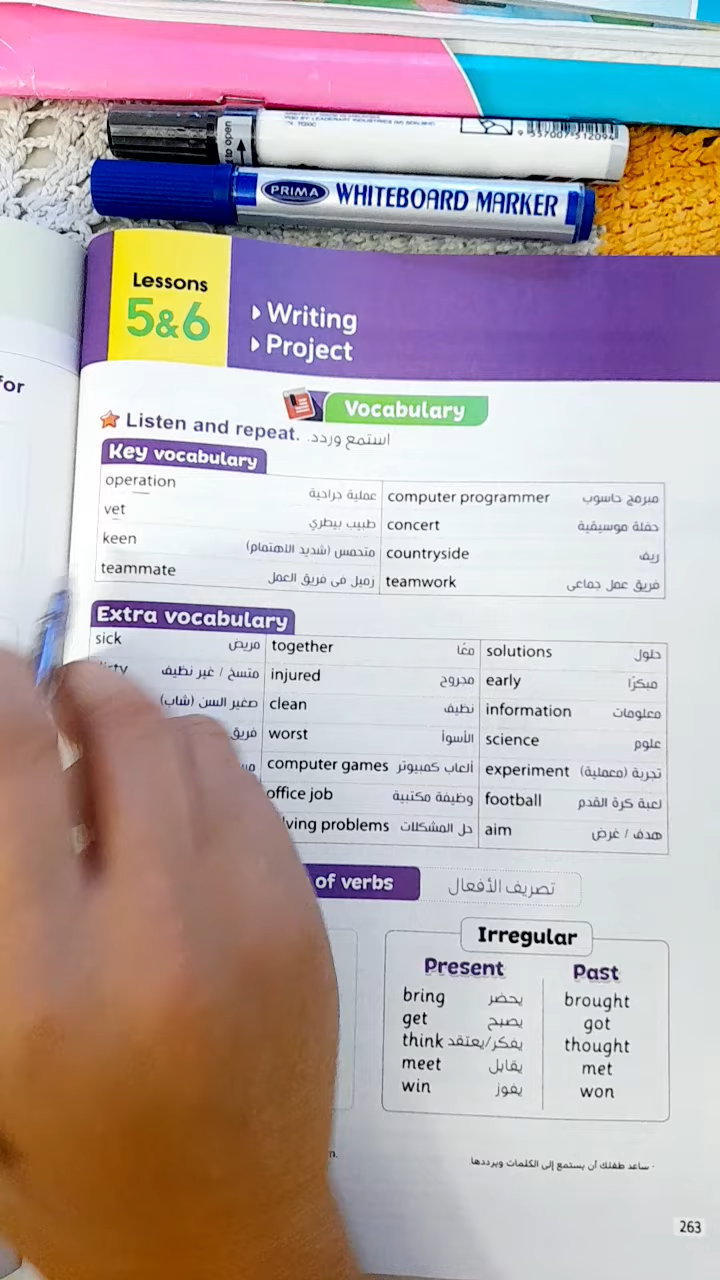 to open
9 557007 512094
PRIMA WHITEBOARD MARKER
for
Lessons
5&6
Writing
Project
Vocabulary
Listen and repeat. استمع وردد.
Key vocabulary
operation عملية جراحية computer programmer مبرمج حاسوب
vet طبيب بيطري concert حفلة موسيقية
keen متحمس (شديد الاهتمام) countryside ريف
teammate زميل في فريق العمل teamwork فريق عمل جماعي
Extra vocabulary
sick مريض together معًا solutions حلول
متسخ / غير نظيف injured مجروح early مبكرًا
صغير السن (شاب) clean نظيف information معلومات
فريق worst الأسوأ science علوم
computer games ألعاب كمبيوتر experiment تجربة (معملية)
office job وظيفة مكتبية football لعبة كرة القدم
problems حل المشكلات aim هدف / غرض
of verbs تصريف الأفعال
Irregular
Present Past
bring يحضر brought
get يصبح got
think يفكر/يعتقد thought
meet يقابل met
win يفوز won
· ساعد طفلك أن يستمع إلى الكلمات ويرددها
263